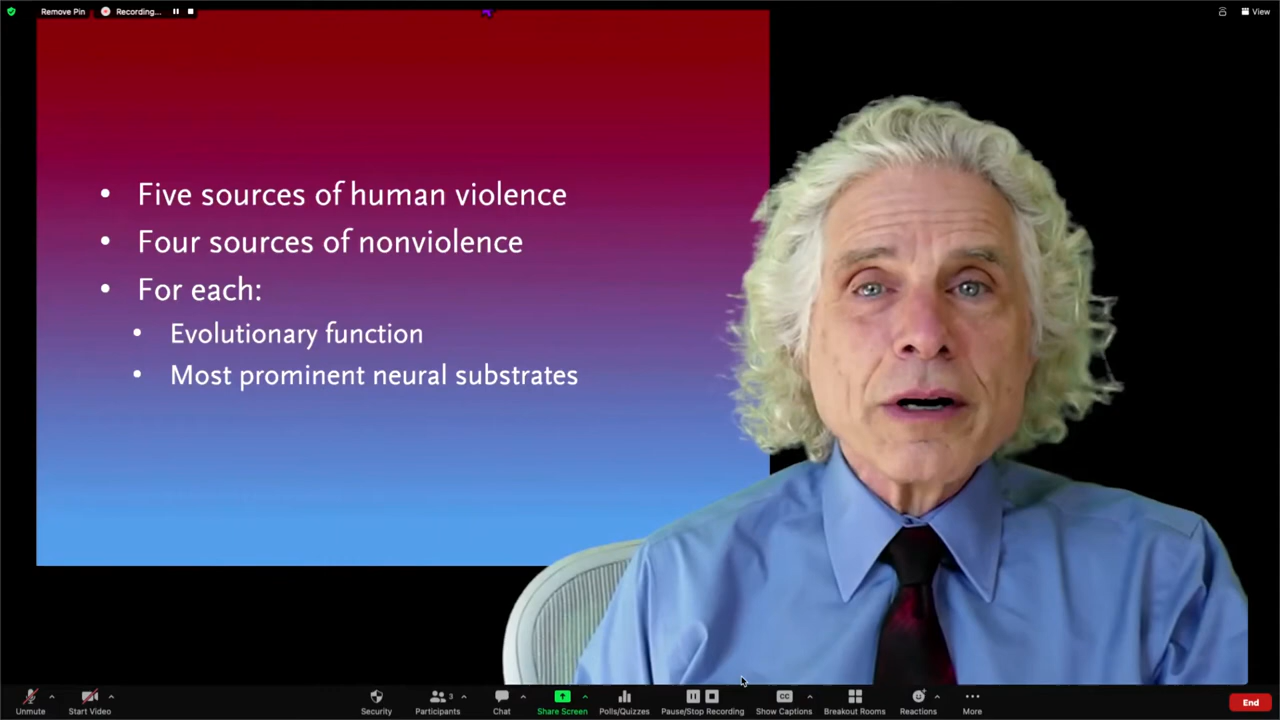 Remove Pin
Recording...
View
• Five sources of human violence
• Four sources of nonviolence
• For each:
• Evolutionary function
• Most prominent neural substrates
Unmute
Start Video
Security
Participants 3
Chat
Share Screen
Polls/Quizzes
Pause/Stop Recording
CC
Show Captions
Breakout Rooms
Reactions
More
End